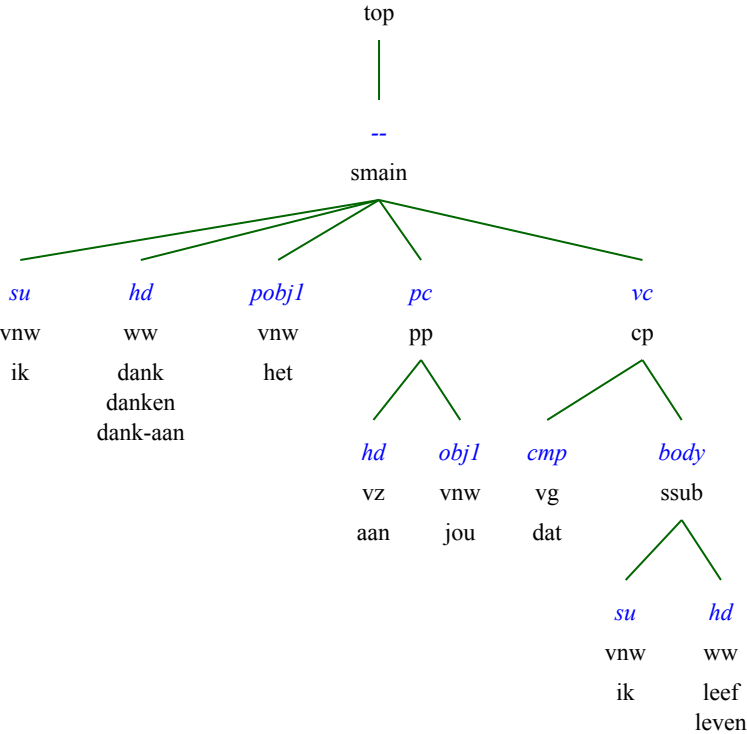 top
--
smain
su hd pobj1 pc vc
vnw ww vnw pp cp
ik dank het
danken
dank-aan
hd obj1 cmp body
vz vnw vg ssub
aan jou dat
su hd
vnw ww
ik leef
leven